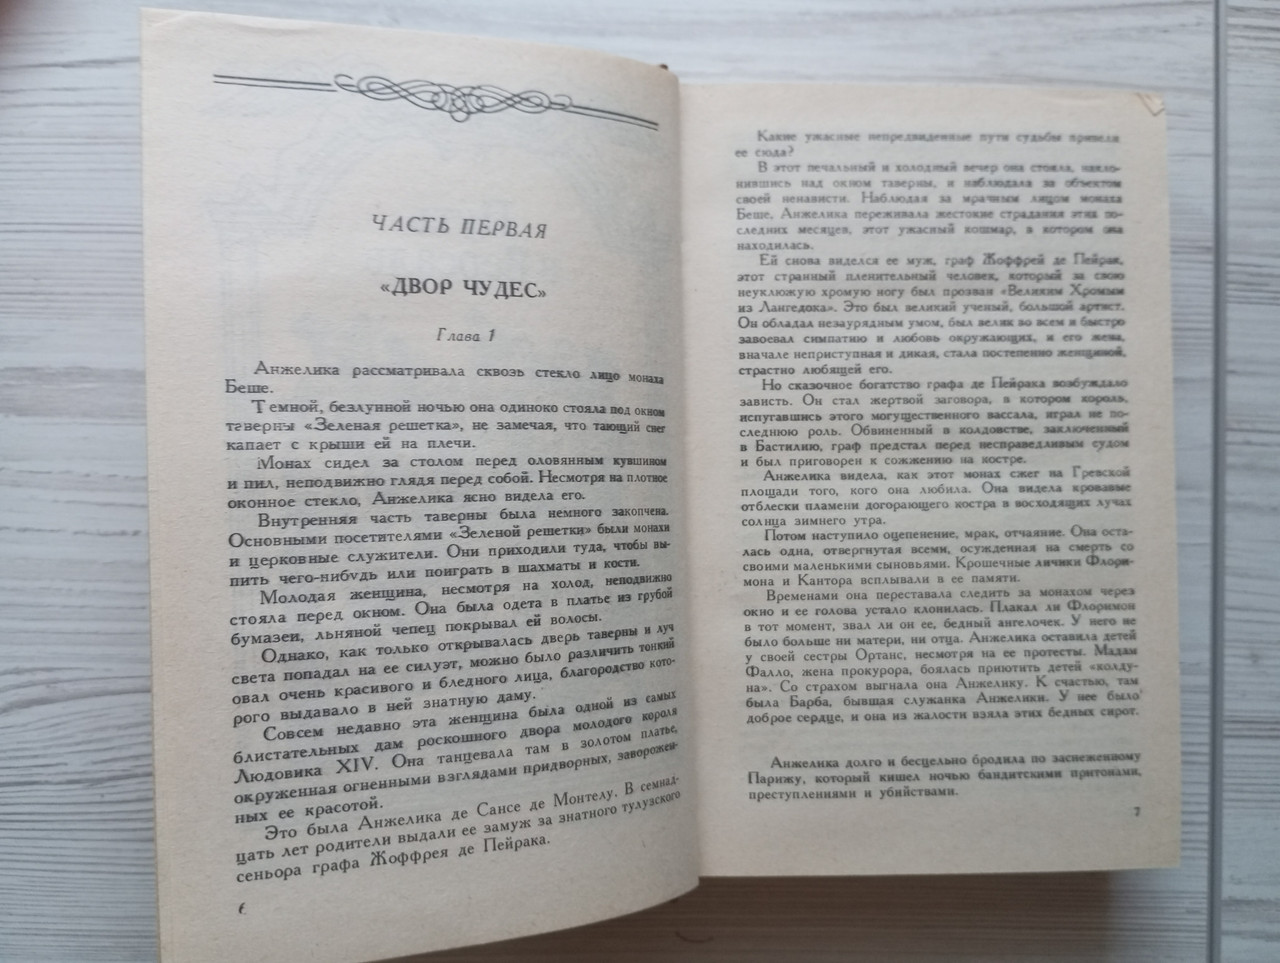 ЧАСТЬ ПЕРВАЯ
«ДВОР ЧУДЕС»
Глава 1
Анжелика рассматривала сквозь стекло лицо монаха
Беше.
Темной, безлунной ночью она одиноко стояла под окном
таверны «Зеленая решетка», не замечая, что тающий снег
капает с крыши ей на плечи.
Монах сидел за столом перед оловянным кувшином
и пил, неподвижно глядя перед собой. Несмотря на плотное
оконное стекло, Анжелика ясно видела его.
Внутренняя часть таверны была немного закопчена.
Основными посетителями «Зеленой решетки» были монахи
и церковные служители. Они приходили туда, чтобы вы-
пить чего-нибудь или поиграть в шахматы и кости.
Молодая женщина, несмотря на холод, неподвижно
стояла перед окном. Она была одета в платье из грубой
бумазеи, льняной чепец покрывал ей волосы.
Однако, как только открывалась дверь таверны и луч
света попадал на ее силуэт, можно было различить тонкий
овал очень красивого и бледного лица, благородство кото-
рого выдавало в ней знатную даму.
Совсем недавно эта женщина была одной из самых
блистательных дам роскошного двора молодого короля
Людовика XIV. Она танцевала там в золотом платье,
окруженная огненными взглядами придворных, заворожен-
ных ее красотой.
Это была Анжелика де Сансе де Монтелу. В семнад-
цать лет родители выдали ее замуж за знатного тулузского
сеньора графа Жоффрея де Пейрака.
6
Какие ужасные непредвиденные пути судьбы привели
ее сюда?
В этот печальный и холодный вечер она стояла, накло-
нившись над окном таверны, и наблюдала за объектом
своей ненависти. Наблюдая за мрачным лицом монаха
Беше, Анжелика переживала жестокие страдания этих по-
следних месяцев, этот ужасный кошмар, в котором она
находилась.
Ей снова виделся ее муж, граф Жоффрей де Пейрак,
этот странный пленительный человек, который за свою
неуклюжую хромую ногу был прозван «Великим Хромым
из Лангедока». Это был великий ученый, большой артист.
Он обладал незаурядным умом, был велик во всем и быстро
завоевал симпатию и любовь окружающих, и его жена,
вначале неприступная и дикая, стала постепенно женщиной,
страстно любящей его.
Но сказочное богатство графа де Пейрака возбуждало
зависть. Он стал жертвой заговора, в котором король,
испугавшись этого могущественного вассала, играл не по-
следнюю роль. Обвиненный в колдовстве, заключенный
в Бастилию, граф предстал перед несправедливым судом
и был приговорен к сожжению на костре.
Анжелика видела, как этот монах сжег на Гревской
площади того, кого она любила. Она видела кровавые
отблески пламени догорающего костра в восходящих лучах
солнца зимнего утра.
Потом наступило оцепенение, мрак, отчаяние. Она оста-
лась одна, отвергнутая всеми, осужденная на смерть со
своими маленькими сыновьями. Крошечные личики Флори-
мона и Кантора всплывали в ее памяти.
Временами она переставала следить за монахом через
окно и ее голова устало клонилась. Плакал ли Флоримон
в тот момент, звал ли он ее, бедный ангелочек. У него не
было больше ни матери, ни отца. Анжелика оставила детей
у своей сестры Ортанс, несмотря на ее протесты. Мадам
Фалло, жена прокурора, боялась приютить детей «колду-
на». Со страхом выгнала она Анжелику. К счастью, там
была Барба, бывшая служанка Анжелики. У нее было
доброе сердце, и она из жалости взяла этих бедных сирот.
Анжелика долго и бесцельно бродила по заснеженному
Парижу, который кишел ночью бандитскими притонами,
преступлениями и убийствами.
7